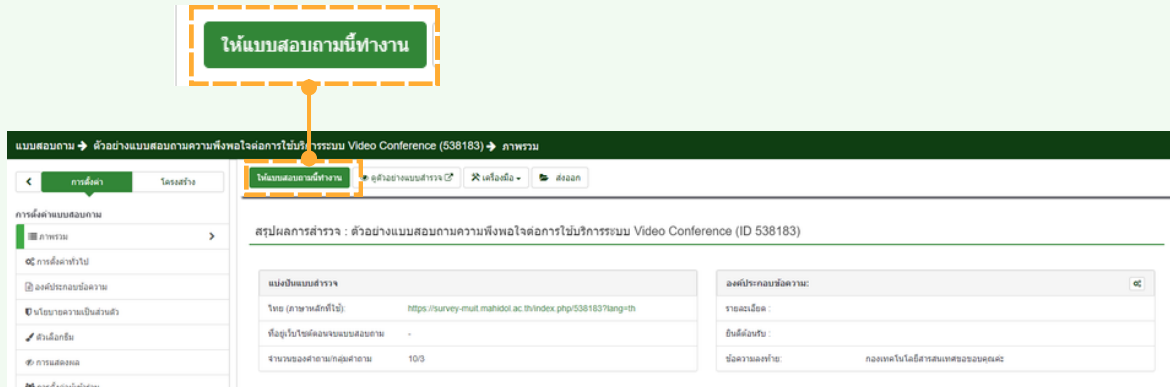 ให้แบบสอบถามนี้ทำงาน
แบบสอบถาม → ตัวอย่างแบบสอบถามความพึงพอใจต่อการใช้บริการระบบ Video Conference (538183) → ภาพรวม
การตั้งค่า โครงสร้าง
ให้แบบสอบถามนี้ทำงาน ดูตัวอย่างแบบสำรวจ เครื่องมือ ส่งออก
การตั้งค่าแบบสอบถาม
ภาพรวม
การตั้งค่าทั่วไป
องค์ประกอบข้อความ
นโยบายความเป็นส่วนตัว
ตัวเลือกธีม
การแสดงผล
สรุปผลการสำรวจ : ตัวอย่างแบบสอบถามความพึงพอใจต่อการใช้บริการระบบ Video Conference (ID 538183)
แบ่งปันแบบสำรวจ
ไทย (ภาษาหลักที่ใช้): https://survey-muit.mahidol.ac.th/index.php/538183?lang=th
ที่อยู่เว็บไซต์ตอนจบแบบสอบถาม -
จำนวนของคำถาม/กลุ่มคำถาม 10/3
องค์ประกอบข้อความ:
รายละเอียด :
ยินดีต้อนรับ :
ข้อความลงท้าย: กองเทคโนโลยีสารสนเทศขอขอบคุณค่ะ